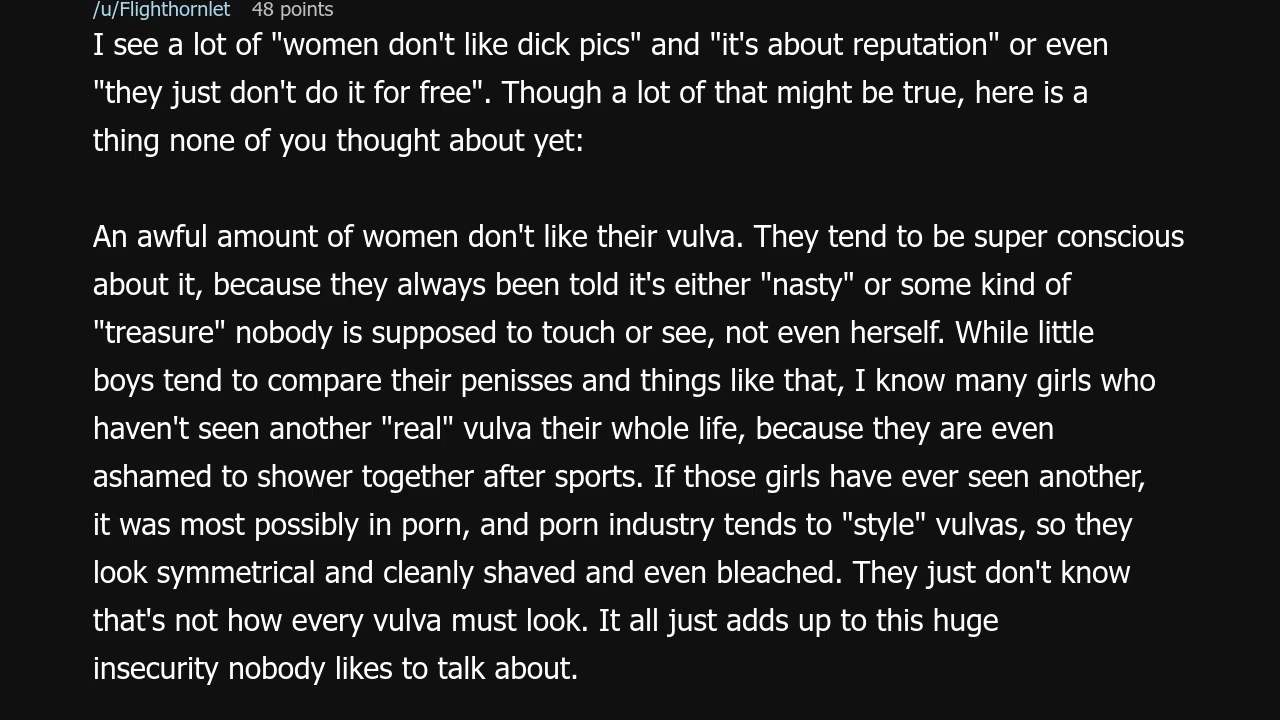 /u/Flighthornlet 48 points
I see a lot of "women don't like dick pics" and "it's about reputation" or even
"they just don't do it for free". Though a lot of that might be true, here is a
thing none of you thought about yet:
An awful amount of women don't like their vulva. They tend to be super conscious
about it, because they always been told it's either "nasty" or some kind of
"treasure" nobody is supposed to touch or see, not even herself. While little
boys tend to compare their penisses and things like that, I know many girls who
haven't seen another "real" vulva their whole life, because they are even
ashamed to shower together after sports. If those girls have ever seen another,
it was most possibly in porn, and porn industry tends to "style" vulvas, so they
look symmetrical and cleanly shaved and even bleached. They just don't know
that's not how every vulva must look. It all just adds up to this huge
insecurity nobody likes to talk about.